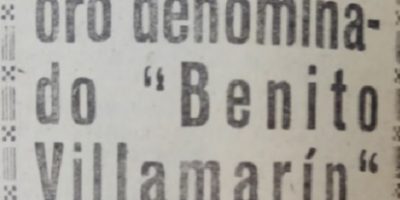 oro denomina-
do "Benito
Villamarín"